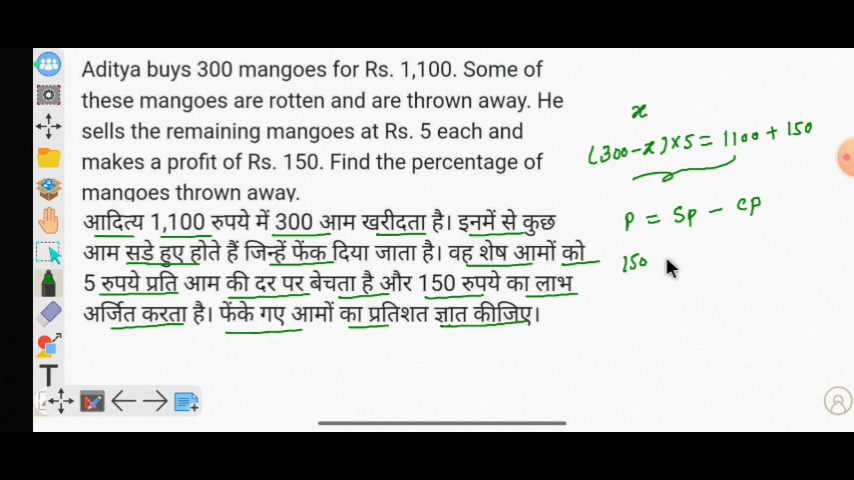 Aditya buys 300 mangoes for Rs. 1,100. Some of
these mangoes are rotten and are thrown away. He
sells the remaining mangoes at Rs. 5 each and
makes a profit of Rs. 150. Find the percentage of
mangoes thrown away.
आदित्य 1,100 रुपये में 300 आम खरीदता है। इनमें से कुछ
आम सडे हुए होते हैं जिन्हें फेंक दिया जाता है। वह शेष आमों को
5 रुपये प्रति आम की दर पर बेचता है और 150 रुपये का लाभ
अर्जित करता है। फेंके गए आमों का प्रतिशत ज्ञात कीजिए।
x
(300-x)×5 = 1100 + 150
P = SP - CP
150
T